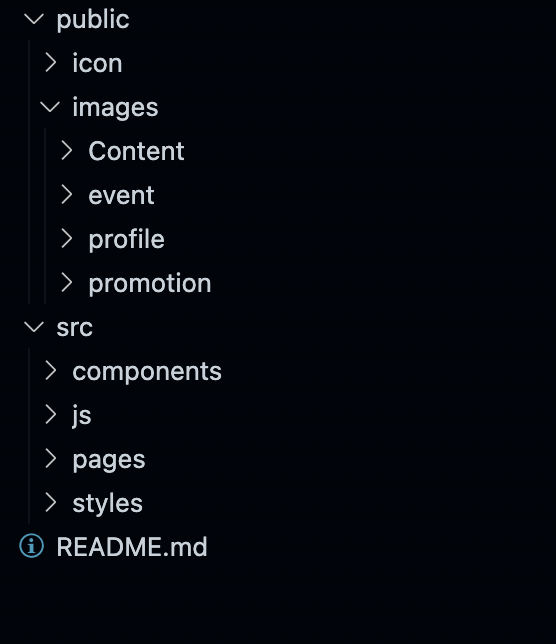 public
icon
images
Content
event
profile
promotion
src
components
js
pages
styles
README.md